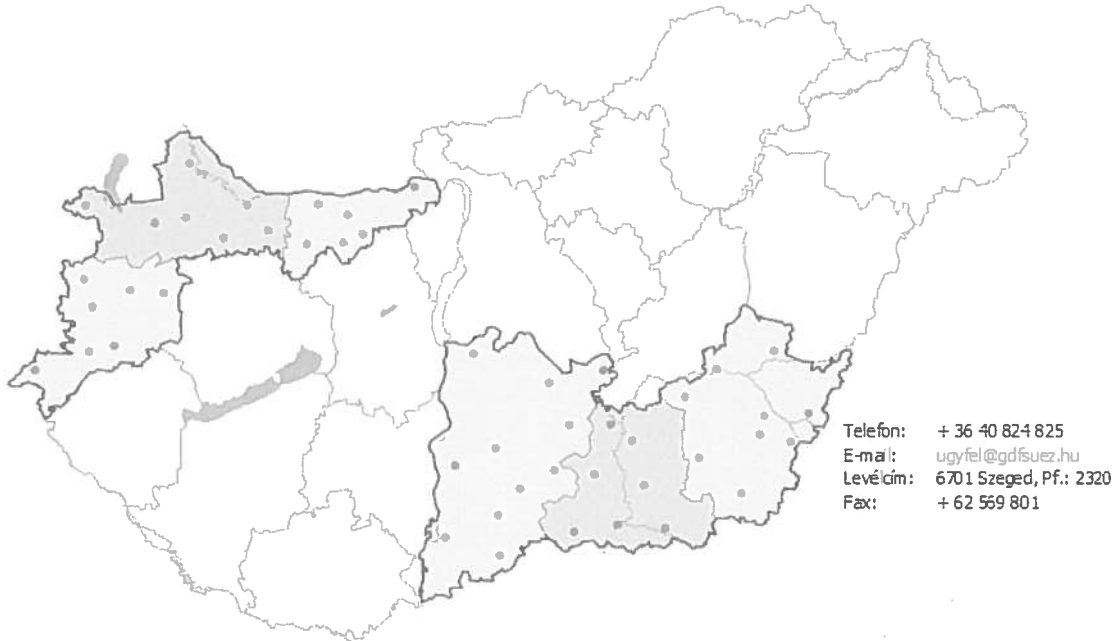 Telefon: + 36 40 824 825
E-mail: ugyfel@gdfsuez.hu
Levélcím: 6701 Szeged, Pf.: 2320
Fax: + 62 569 801